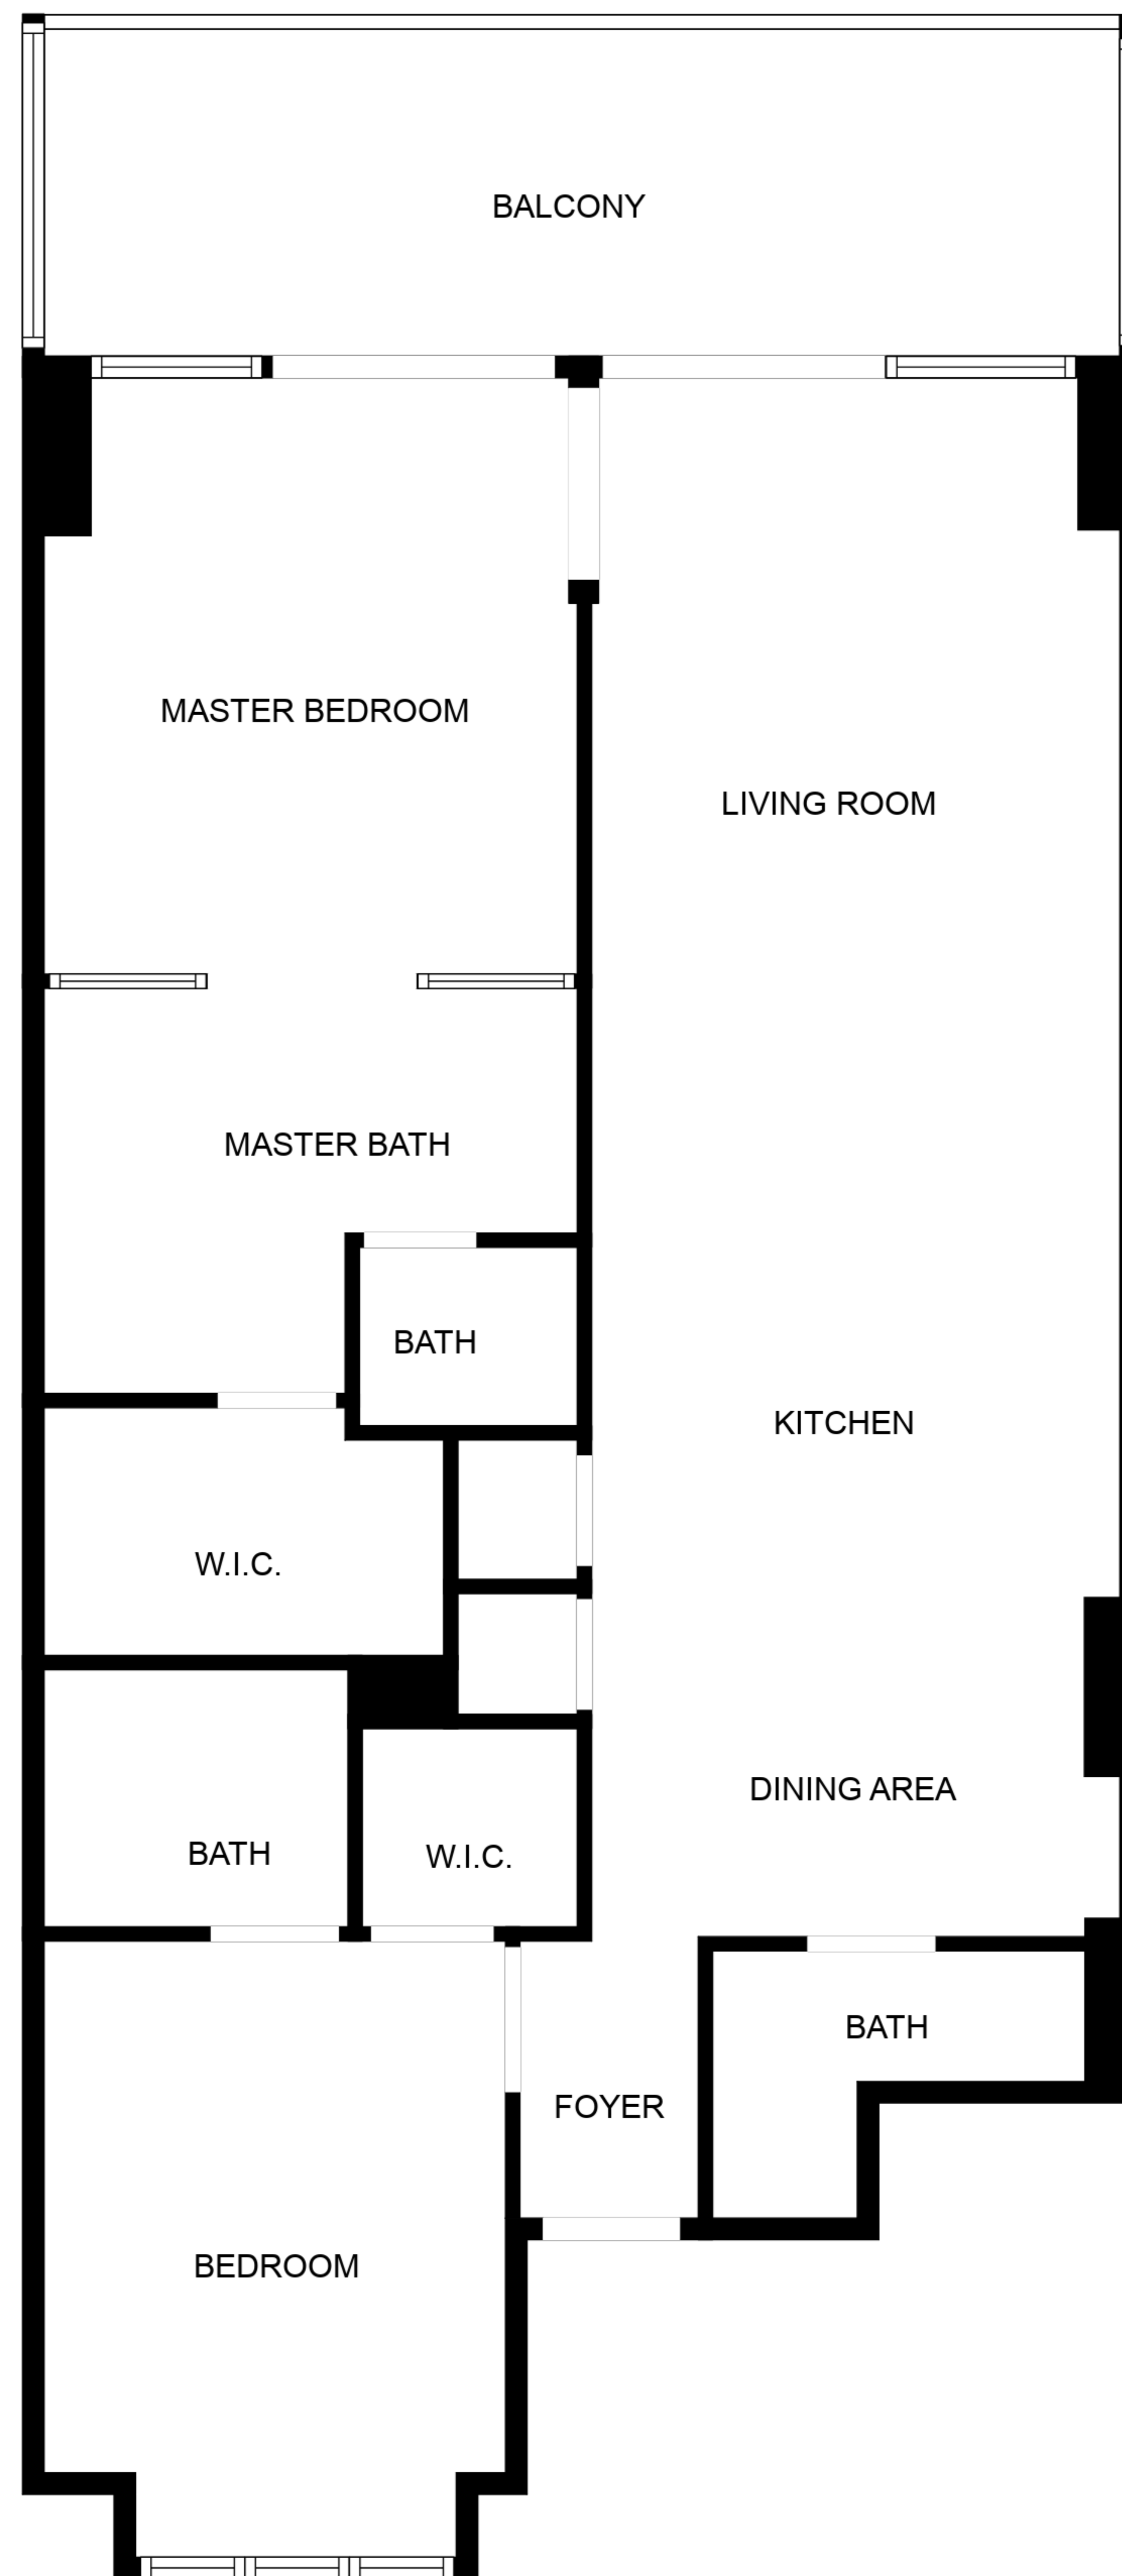 BALCONY
MASTER BEDROOM
LIVING ROOM
MASTER BATH
BATH
KITCHEN
W.I.C.
DINING AREA
BATH
W.I.C.
BATH
FOYER
BEDROOM